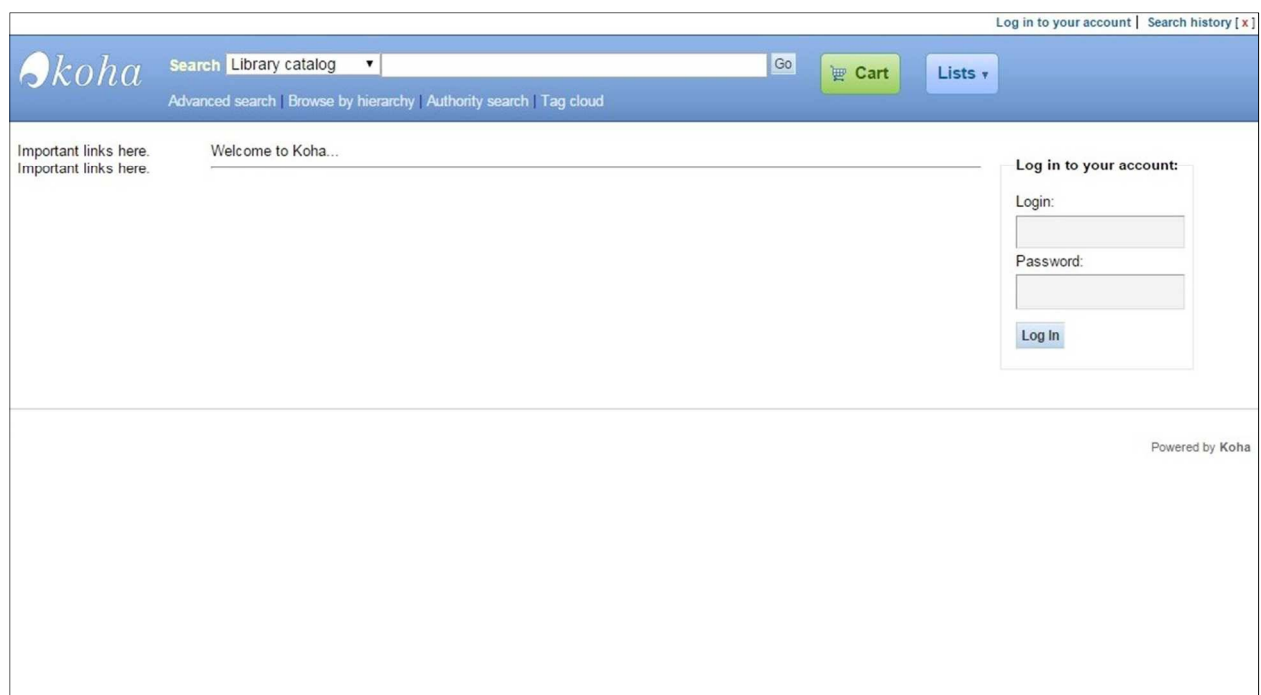 Log in to your account | Search history [ x ]
koha
Search Library catalog Go
Cart
Lists
Advanced search | Browse by hierarchy | Authority search | Tag cloud
Important links here.
Important links here.
Welcome to Koha...
Log in to your account:
Login:
Password:
Log In
Powered by Koha